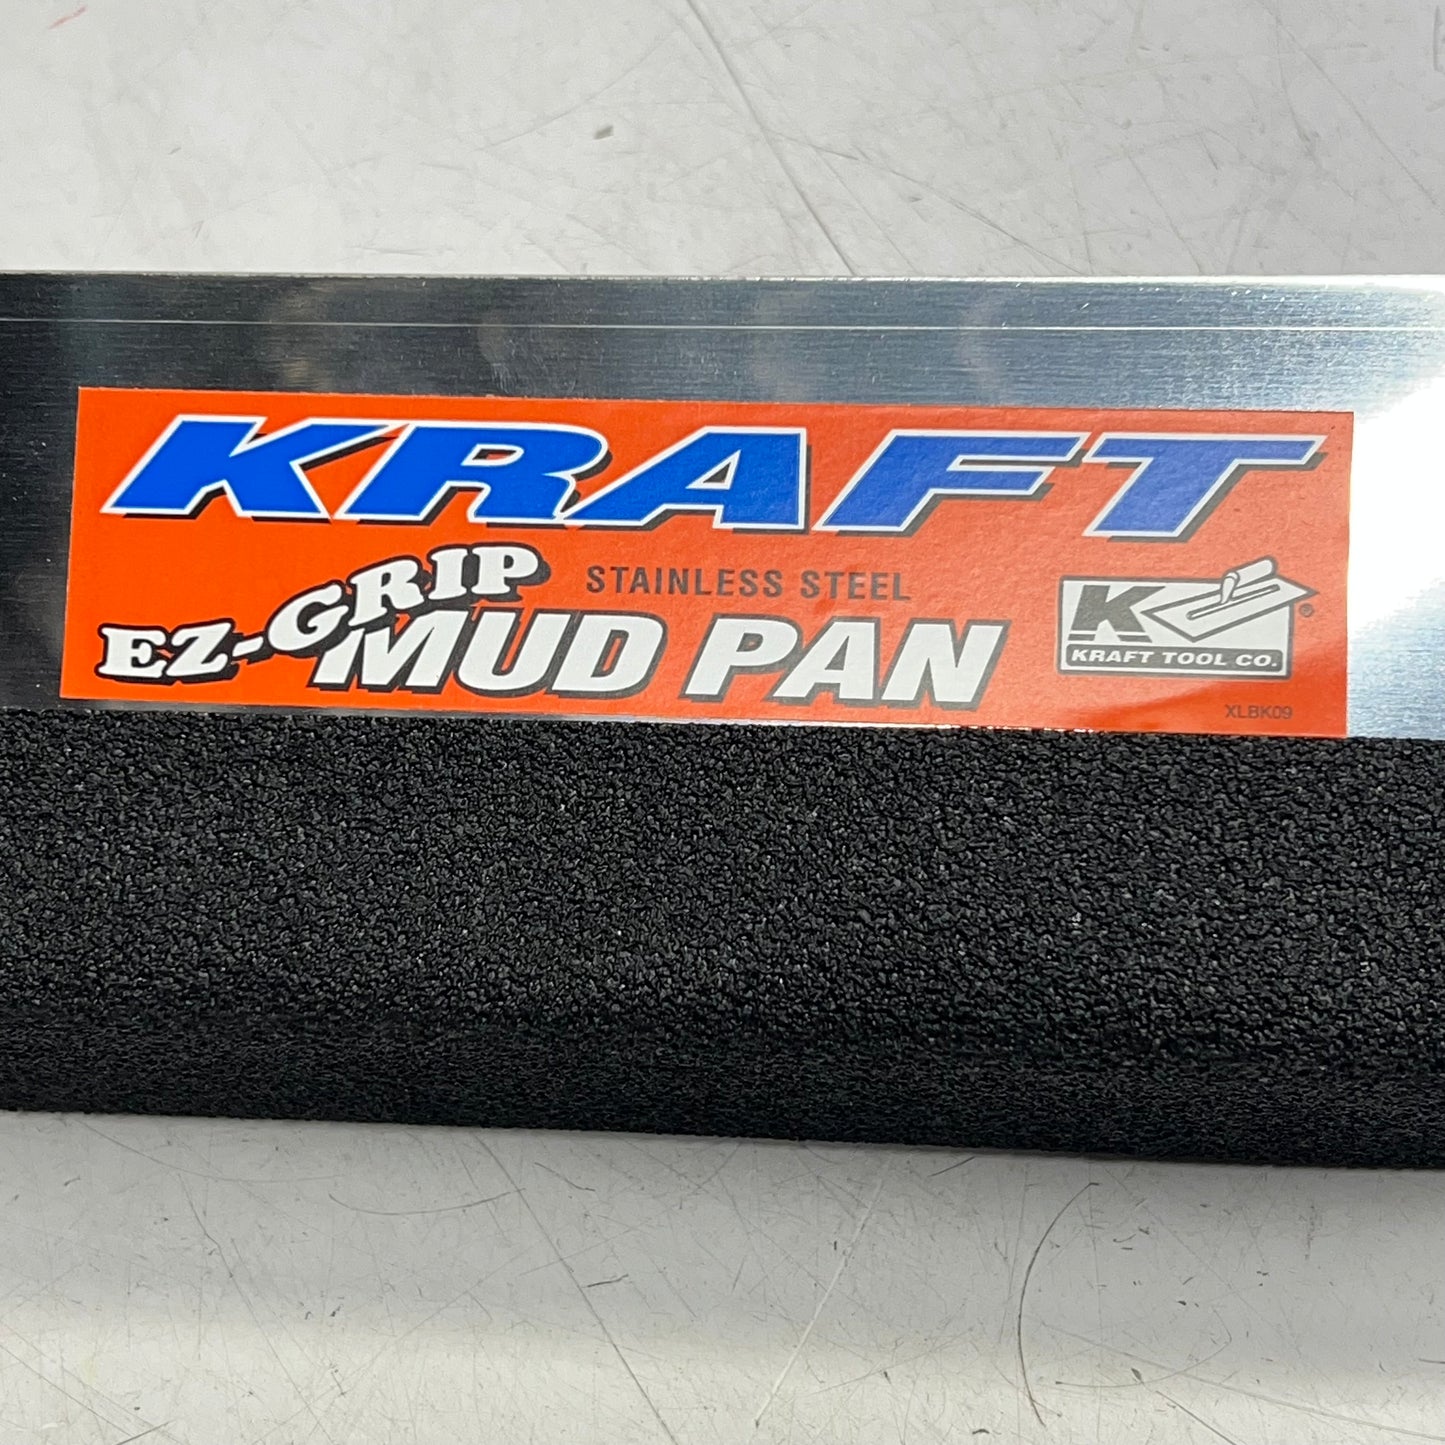 KRAFT
EZ-GRIP
STAINLESS STEEL
MUD PAN
K ®
KRAFT TOOL CO.
XLBK09